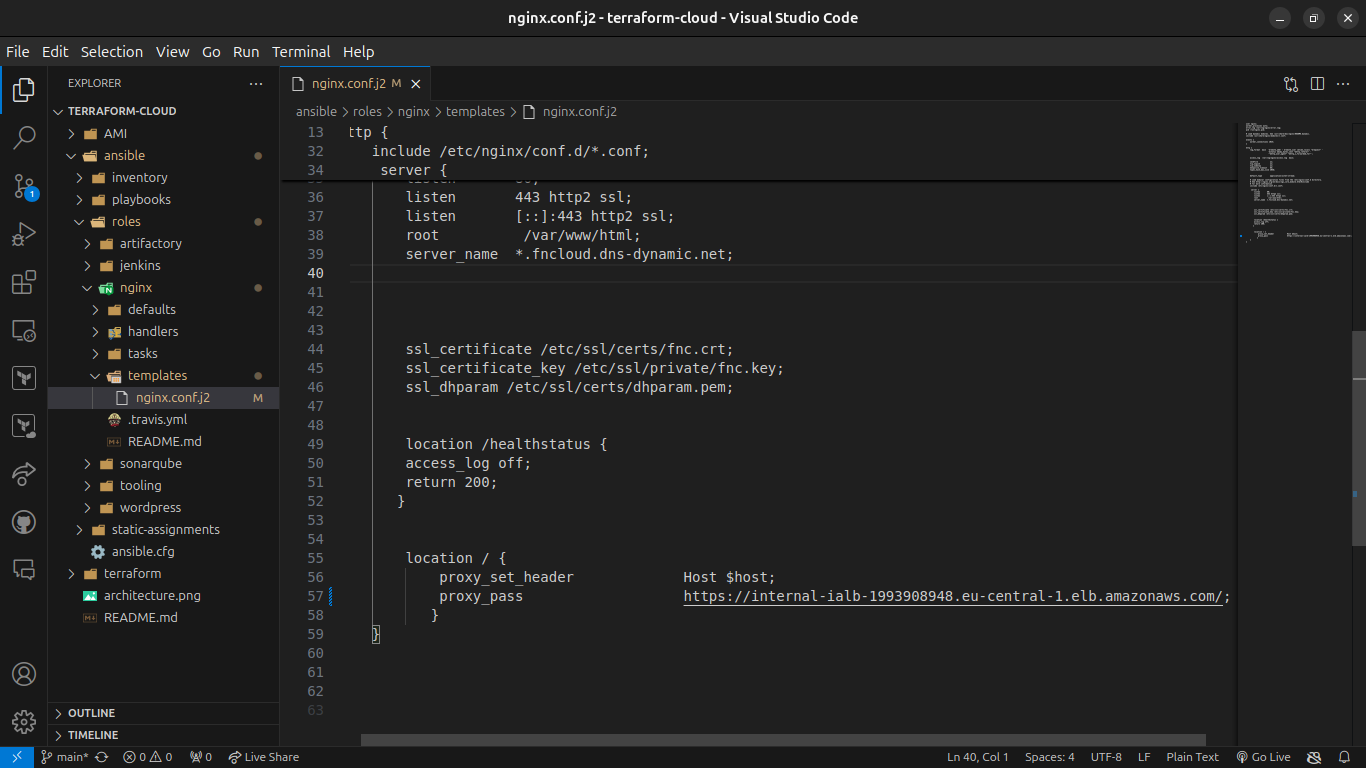 nginx.conf.j2 - terraform-cloud - Visual Studio Code
File Edit Selection View Go Run Terminal Help
EXPLORER
TERRAFORM-CLOUD
AMI
ansible
inventory
playbooks
roles
artifactory
jenkins
nginx
defaults
handlers
tasks
templates
nginx.conf.j2 M
.travis.yml
README.md
sonarqube
tooling
wordpress
static-assignments
ansible.cfg
terraform
architecture.png
README.md
OUTLINE
TIMELINE
1
nginx.conf.j2 M
ansible > roles > nginx > templates > nginx.conf.j2
13 ttp {
32 include /etc/nginx/conf.d/*.conf;
34 server {
36 listen 443 http2 ssl;
37 listen [::]:443 http2 ssl;
38 root /var/www/html;
39 server_name *.fncloud.dns-dynamic.net;
40
41
42
43
44 ssl_certificate /etc/ssl/certs/fnc.crt;
45 ssl_certificate_key /etc/ssl/private/fnc.key;
46 ssl_dhparam /etc/ssl/certs/dhparam.pem;
47
48
49 location /healthstatus {
50 access_log off;
51 return 200;
52 }
53
54
55 location / {
56 proxy_set_header Host $host;
57 proxy_pass https://internal-ialb-1993908948.eu-central-1.elb.amazonaws.com/;
58 }
59 }
60
61
62
63
main* 0 0 0 Live Share Ln 40, Col 1 Spaces: 4 UTF-8 LF Plain Text Go Live